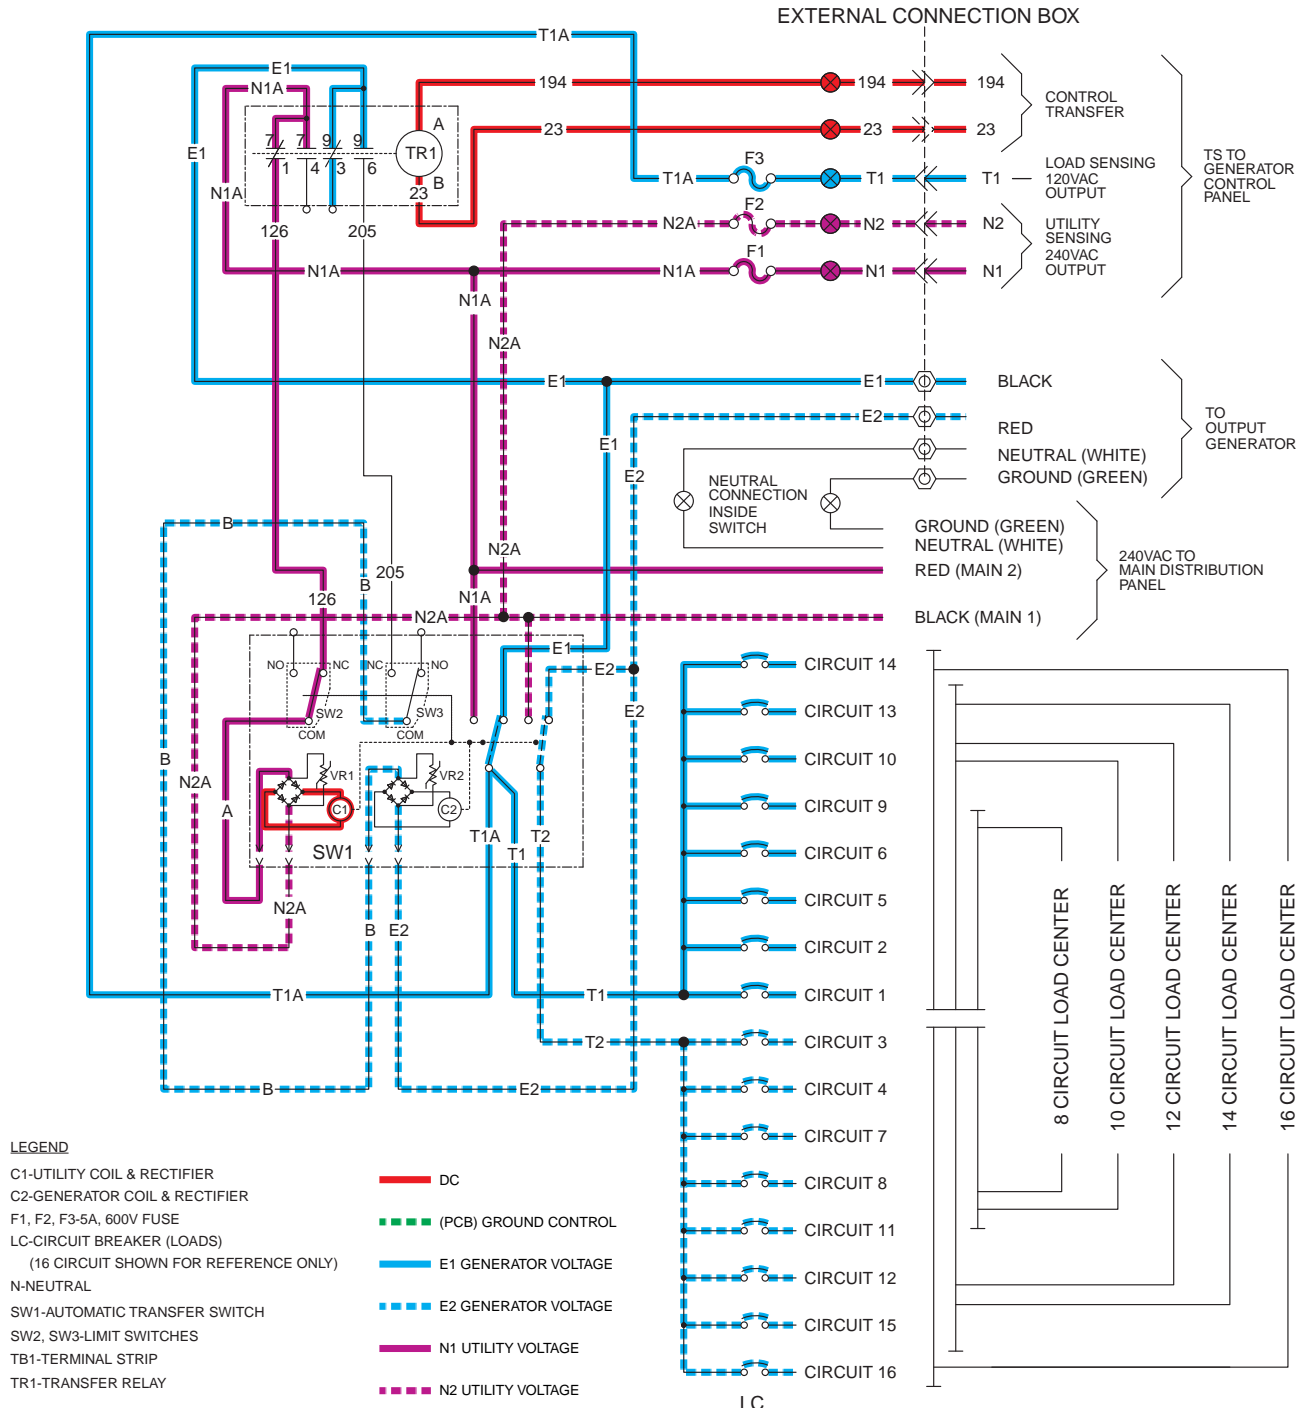 EXTERNAL CONNECTION BOX
T1A
E1
N1A
194
194
194
CONTROL
TRANSFER
23
23
23
A
TR1
B
23
7
7
9
9
1
4
3
6
E1
N1A
126
205
F3
T1A
T1
T1
LOAD SENSING
120VAC
OUTPUT
TS TO
GENERATOR
CONTROL
PANEL
F2
N2A
N2
N2
UTILITY
SENSING
240VAC
OUTPUT
F1
N1A
N1A
N1
N1
N1A
N2A
E1
E1
BLACK
E2
RED
TO
OUTPUT
GENERATOR
E1
E2
NEUTRAL (WHITE)
GROUND (GREEN)
NEUTRAL
CONNECTION
INSIDE
SWITCH
GROUND (GREEN)
NEUTRAL (WHITE)
RED (MAIN 2)
BLACK (MAIN 1)
240VAC TO
MAIN DISTRIBUTION
PANEL
B
N2A
205
B
126
N1A
N2A
E1
E2
NO
NC
NC
NO
SW2
SW3
COM
COM
E2
B
N2A
A
VR1
VR2
C1
C2
T1A
T1
T2
SW1
N2A
B
E2
T1A
T1
T2
B
E2
CIRCUIT 14
CIRCUIT 13
CIRCUIT 10
CIRCUIT 9
CIRCUIT 6
CIRCUIT 5
CIRCUIT 2
CIRCUIT 1
CIRCUIT 3
CIRCUIT 4
CIRCUIT 7
CIRCUIT 8
CIRCUIT 11
CIRCUIT 12
CIRCUIT 15
CIRCUIT 16
LC
8 CIRCUIT LOAD CENTER
10 CIRCUIT LOAD CENTER
12 CIRCUIT LOAD CENTER
14 CIRCUIT LOAD CENTER
16 CIRCUIT LOAD CENTER
LEGEND
C1-UTILITY COIL & RECTIFIER
C2-GENERATOR COIL & RECTIFIER
F1, F2, F3-5A, 600V FUSE
LC-CIRCUIT BREAKER (LOADS)
(16 CIRCUIT SHOWN FOR REFERENCE ONLY)
N-NEUTRAL
SW1-AUTOMATIC TRANSFER SWITCH
SW2, SW3-LIMIT SWITCHES
TB1-TERMINAL STRIP
TR1-TRANSFER RELAY
DC
(PCB) GROUND CONTROL
E1 GENERATOR VOLTAGE
E2 GENERATOR VOLTAGE
N1 UTILITY VOLTAGE
N2 UTILITY VOLTAGE